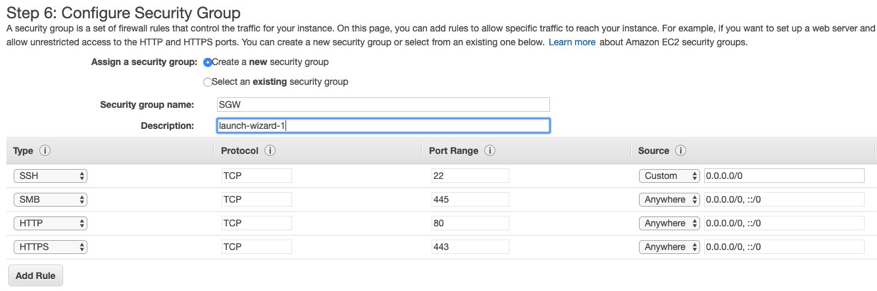 Step 6: Configure Security Group
A security group is a set of firewall rules that control the traffic for your instance. On this page, you can add rules to allow specific traffic to reach your instance. For example, if you want to set up a web server and
allow unrestricted access to the HTTP and HTTPS ports. You can create a new security group or select from an existing one below. Learn more about Amazon EC2 security groups.
Assign a security group: Create a new security group
Select an existing security group
Security group name: SGW
Description: launch-wizard-1
Type i Protocol i Port Range i Source i
SSH TCP 22 Custom 0.0.0.0/0
SMB TCP 445 Anywhere 0.0.0.0/0, ::/0
HTTP TCP 80 Anywhere 0.0.0.0/0, ::/0
HTTPS TCP 443 Anywhere 0.0.0.0/0, ::/0
Add Rule